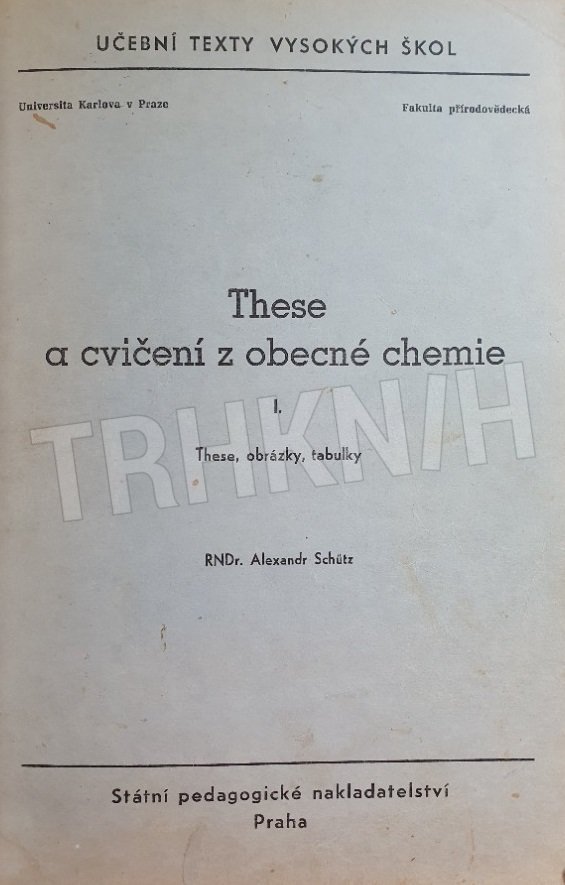 UČEBNÍ TEXTY VYSOKÝCH ŠKOL
Universita Karlova v Praze
Fakulta přírodovědecká
These
a cvičení z obecné chemie
I.
TRHKNIH
These, obrázky, tabulky
RNDr. Alexandr Schütz
Státní pedagogické nakladatelství
Praha